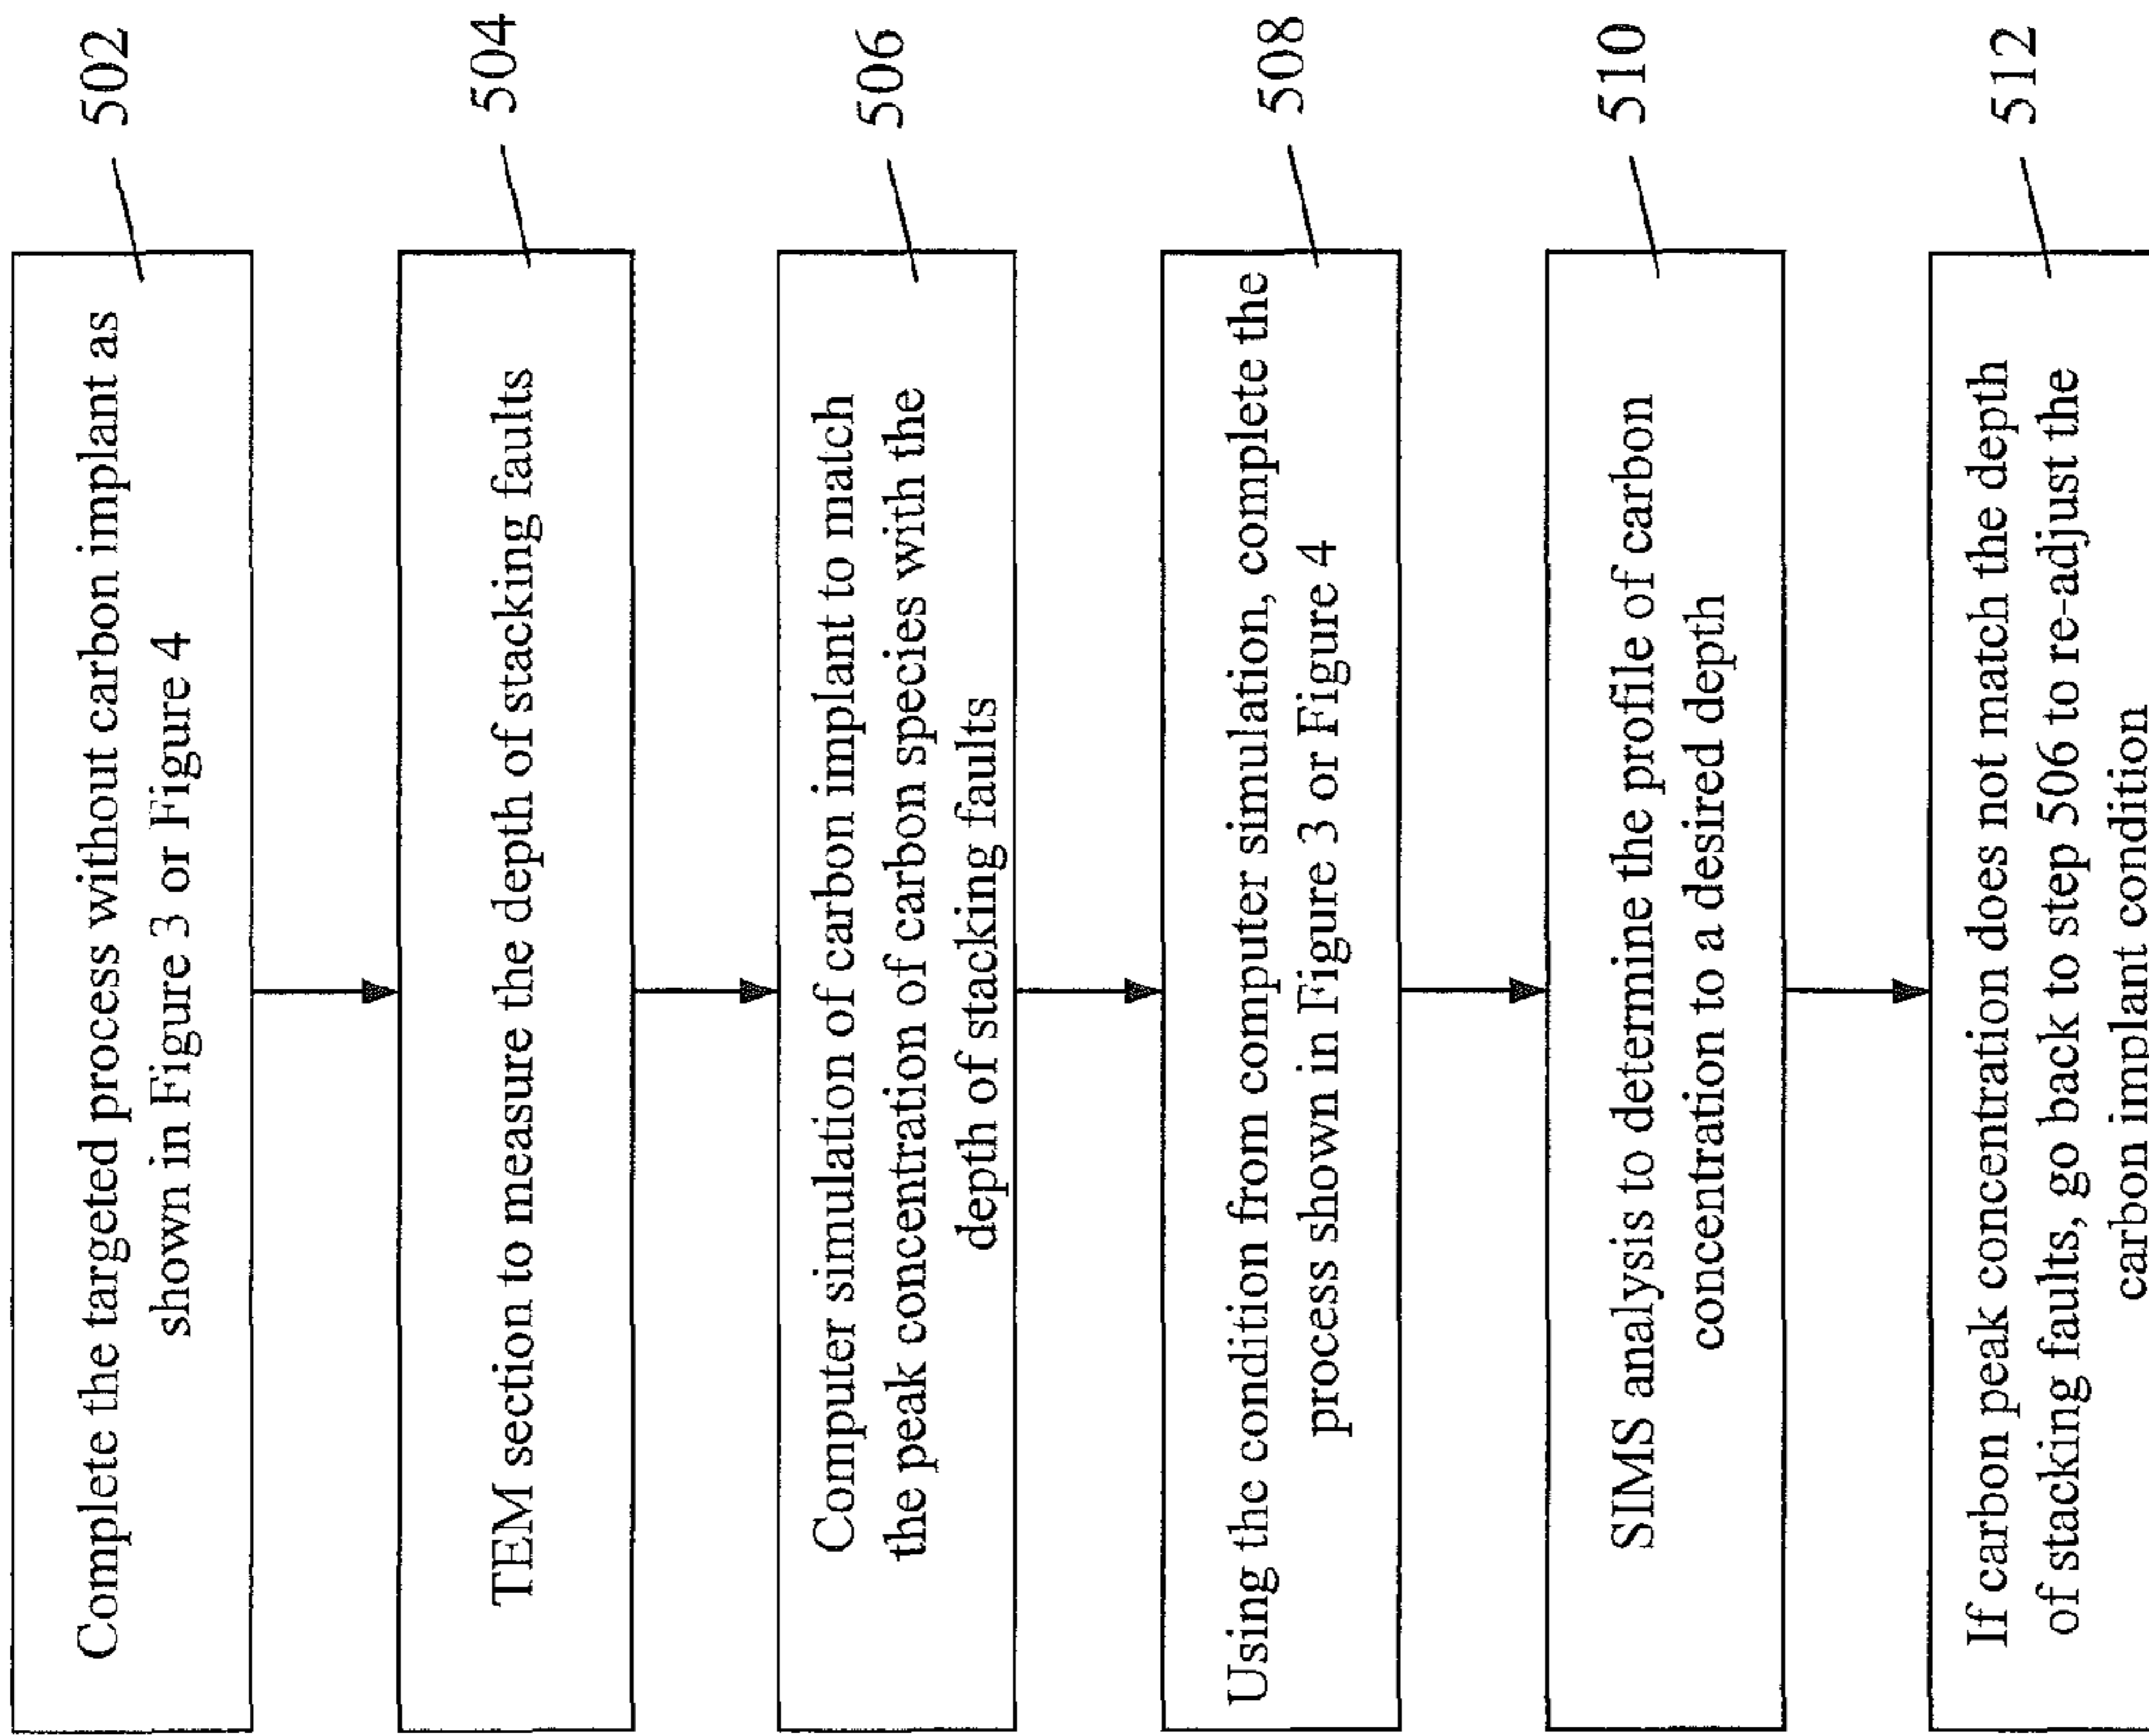 Complete the targeted process without carbon implant as
shown in Figure 3 or Figure 4
502
TEM section to measure the depth of stacking faults
504
Computer simulation of carbon implant to match
the peak concentration of carbon species with the
depth of stacking faults
506
Using the condition from computer simulation, complete the
process shown in Figure 3 or Figure 4
508
SIMS analysis to determine the profile of carbon
concentration to a desired depth
510
If carbon peak concentration does not match the depth
of stacking faults, go back to step 506 to re-adjust the
carbon implant condition
512